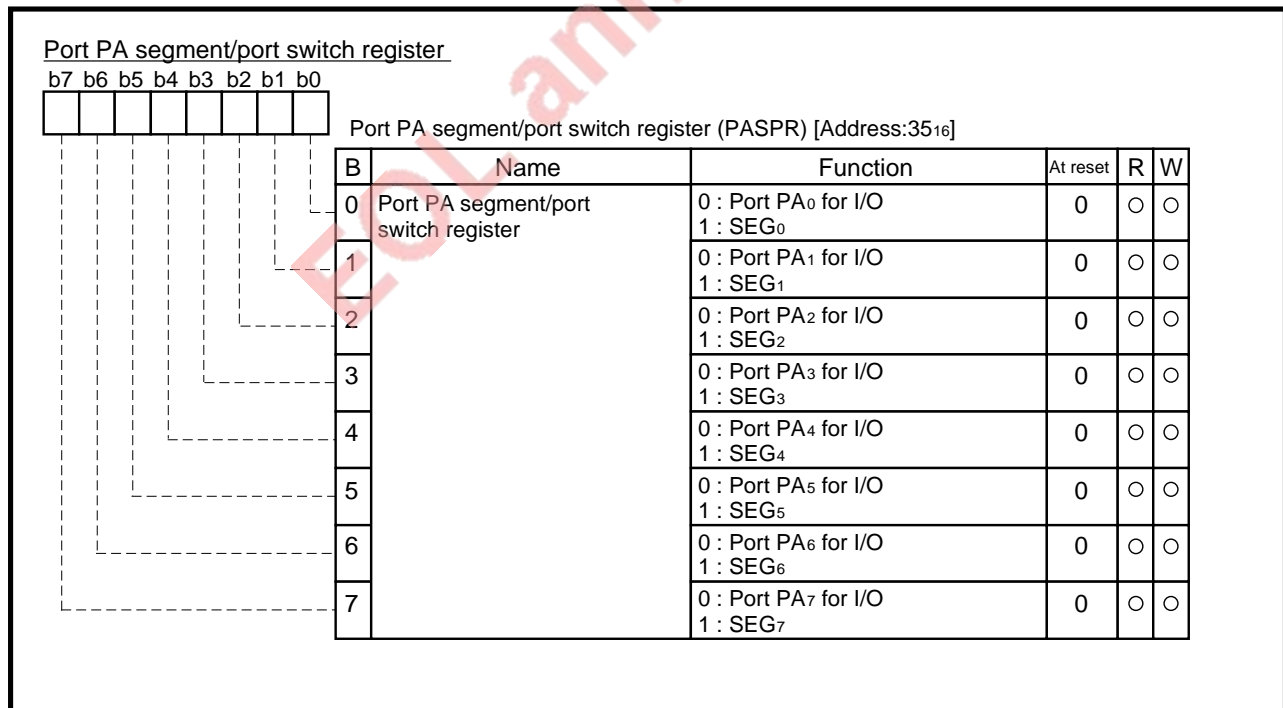 Port PA segment/port switch register
b7 b6 b5 b4 b3 b2 b1 b0
Port PA segment/port switch register (PASPR) [Address:35₁₆]
B Name Function At reset R W
0 Port PA segment/port switch register 0 : Port PA₀ for I/O 0 ○ ○
1 : SEG₀
1 0 : Port PA₁ for I/O 0 ○ ○
1 : SEG₁
2 0 : Port PA₂ for I/O 0 ○ ○
1 : SEG₂
3 0 : Port PA₃ for I/O 0 ○ ○
1 : SEG₃
4 0 : Port PA₄ for I/O 0 ○ ○
1 : SEG₄
5 0 : Port PA₅ for I/O 0 ○ ○
1 : SEG₅
6 0 : Port PA₆ for I/O 0 ○ ○
1 : SEG₆
7 0 : Port PA₇ for I/O 0 ○ ○
1 : SEG₇
EOL